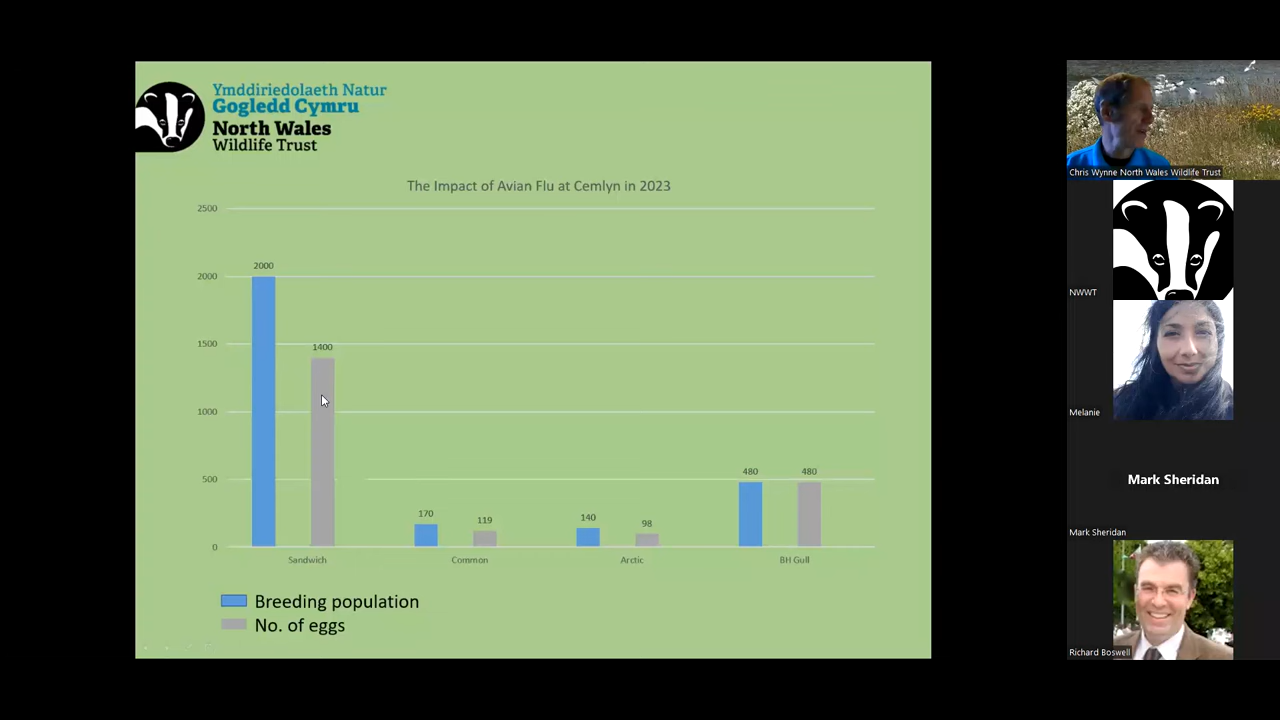 Ymddiriedolaeth Natur
Gogledd Cymru
North Wales
Wildlife Trust
The Impact of Avian Flu at Cemlyn in 2023
2500
2000
1500
1000
500
0
2000
1400
170
119
140
98
480
480
Sandwich
Common
Arctic
BH Gull
Breeding population
No. of eggs
Chris Wynne North Wales Wildlife Trust
NWWT
Melanie
Mark Sheridan
Mark Sheridan
Richard Boswell